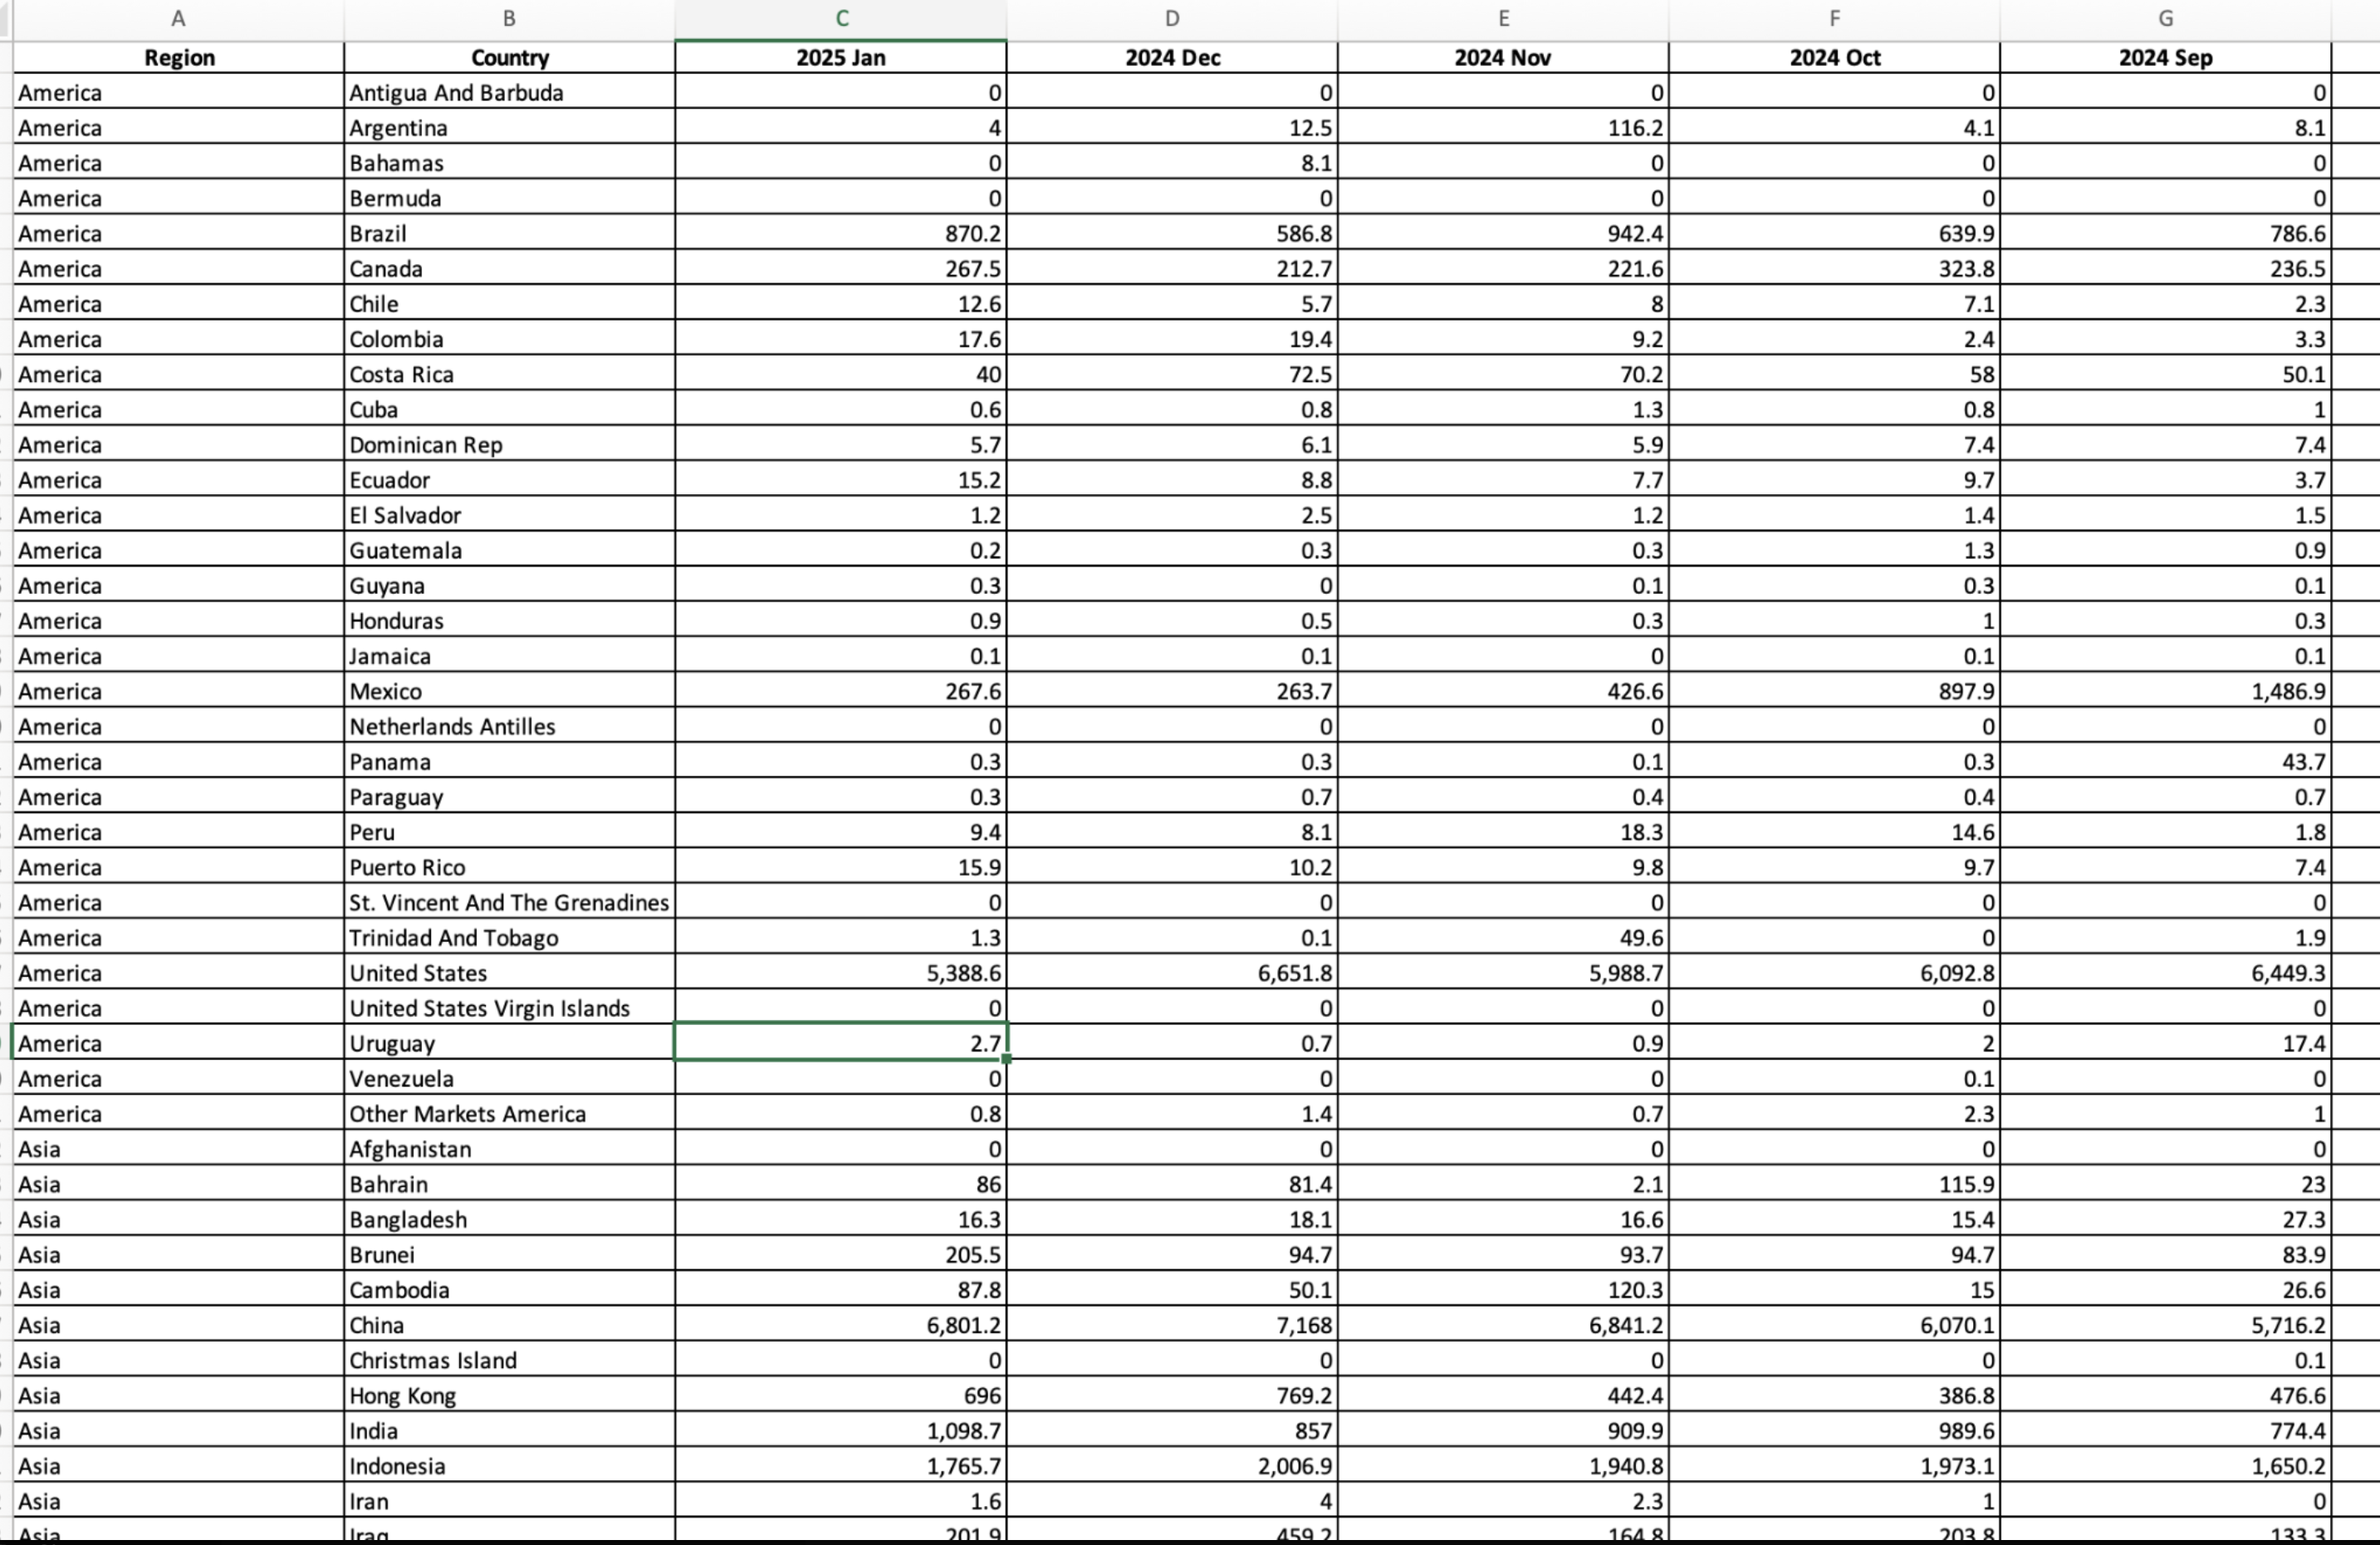 A B C D E F G
Region Country 2025 Jan 2024 Dec 2024 Nov 2024 Oct 2024 Sep
America Antigua And Barbuda 0 0 0 0 0
America Argentina 4 12.5 116.2 4.1 8.1
America Bahamas 0 8.1 0 0 0
America Bermuda 0 0 0 0 0
America Brazil 870.2 586.8 942.4 639.9 786.6
America Canada 267.5 212.7 221.6 323.8 236.5
America Chile 12.6 5.7 8 7.1 2.3
America Colombia 17.6 19.4 9.2 2.4 3.3
America Costa Rica 40 72.5 70.2 58 50.1
America Cuba 0.6 0.8 1.3 0.8 1
America Dominican Rep 5.7 6.1 5.9 7.4 7.4
America Ecuador 15.2 8.8 7.7 9.7 3.7
America El Salvador 1.2 2.5 1.2 1.4 1.5
America Guatemala 0.2 0.3 0.3 1.3 0.9
America Guyana 0.3 0 0.1 0.3 0.1
America Honduras 0.9 0.5 0.3 1 0.3
America Jamaica 0.1 0.1 0 0.1 0.1
America Mexico 267.6 263.7 426.6 897.9 1,486.9
America Netherlands Antilles 0 0 0 0 0
America Panama 0.3 0.3 0.1 0.3 43.7
America Paraguay 0.3 0.7 0.4 0.4 0.7
America Peru 9.4 8.1 18.3 14.6 1.8
America Puerto Rico 15.9 10.2 9.8 9.7 7.4
America St. Vincent And The Grenadines 0 0 0 0 0
America Trinidad And Tobago 1.3 0.1 49.6 0 1.9
America United States 5,388.6 6,651.8 5,988.7 6,092.8 6,449.3
America United States Virgin Islands 0 0 0 0 0
America Uruguay 2.7 0.7 0.9 2 17.4
America Venezuela 0 0 0 0.1 0
America Other Markets America 0.8 1.4 0.7 2.3 1
Asia Afghanistan 0 0 0 0 0
Asia Bahrain 86 81.4 2.1 115.9 23
Asia Bangladesh 16.3 18.1 16.6 15.4 27.3
Asia Brunei 205.5 94.7 93.7 94.7 83.9
Asia Cambodia 87.8 50.1 120.3 15 26.6
Asia China 6,801.2 7,168 6,841.2 6,070.1 5,716.2
Asia Christmas Island 0 0 0 0 0.1
Asia Hong Kong 696 769.2 442.4 386.8 476.6
Asia India 1,098.7 857 909.9 989.6 774.4
Asia Indonesia 1,765.7 2,006.9 1,940.8 1,973.1 1,650.2
Asia Iran 1.6 4 2.3 1 0
Asia Iraq 201.9 459.2 164.8 203.8 133.3